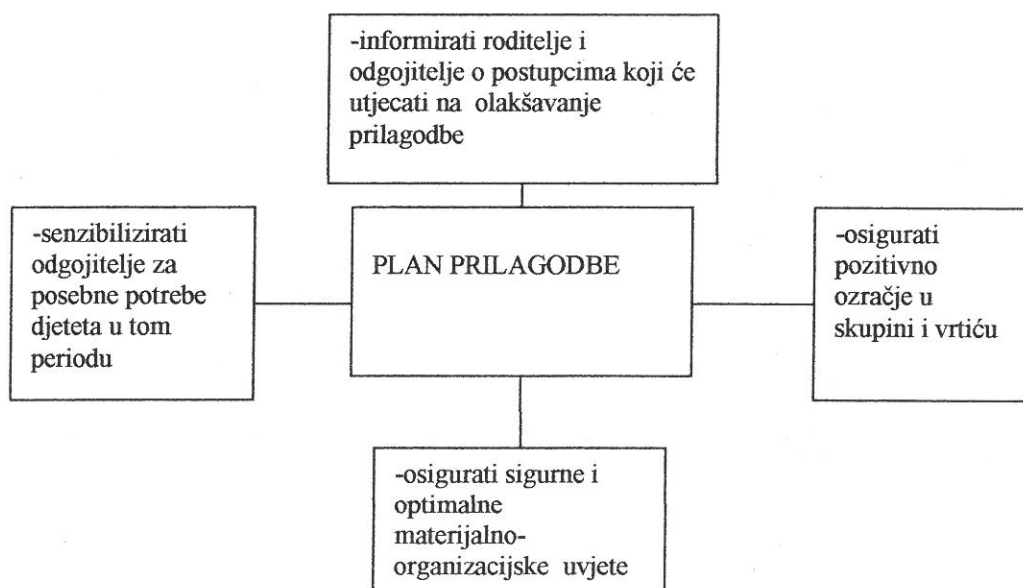 -informirati roditelje i
odgojitelje o postupcima koji će
utjecati na olakšavanje
prilagodbe
-senzibilizirati
odgojitelje za
posebne potrebe
djeteta u tom
periodu
PLAN PRILAGODBE
-osigurati
pozitivno
ozračje u
skupini i vrtiću
-osigurati sigurne i
optimalne
materijalno-
organizacijske uvjete